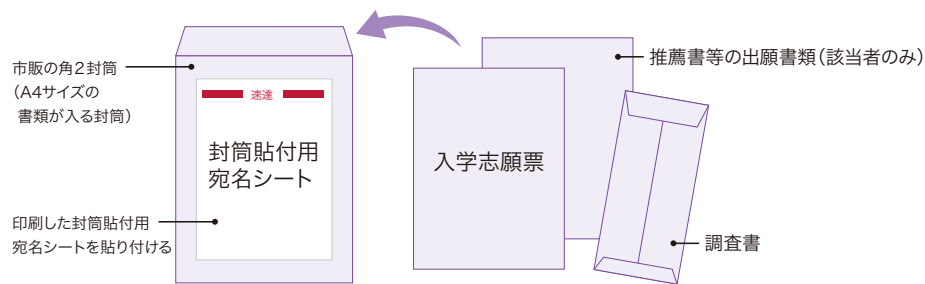 市販の角2封筒
（A4サイズの
書類が入る封筒）
速達
封筒貼付用
宛名シート
印刷した封筒貼付用
宛名シートを貼り付ける
入学志願票
推薦書等の出願書類（該当者のみ）
調査書